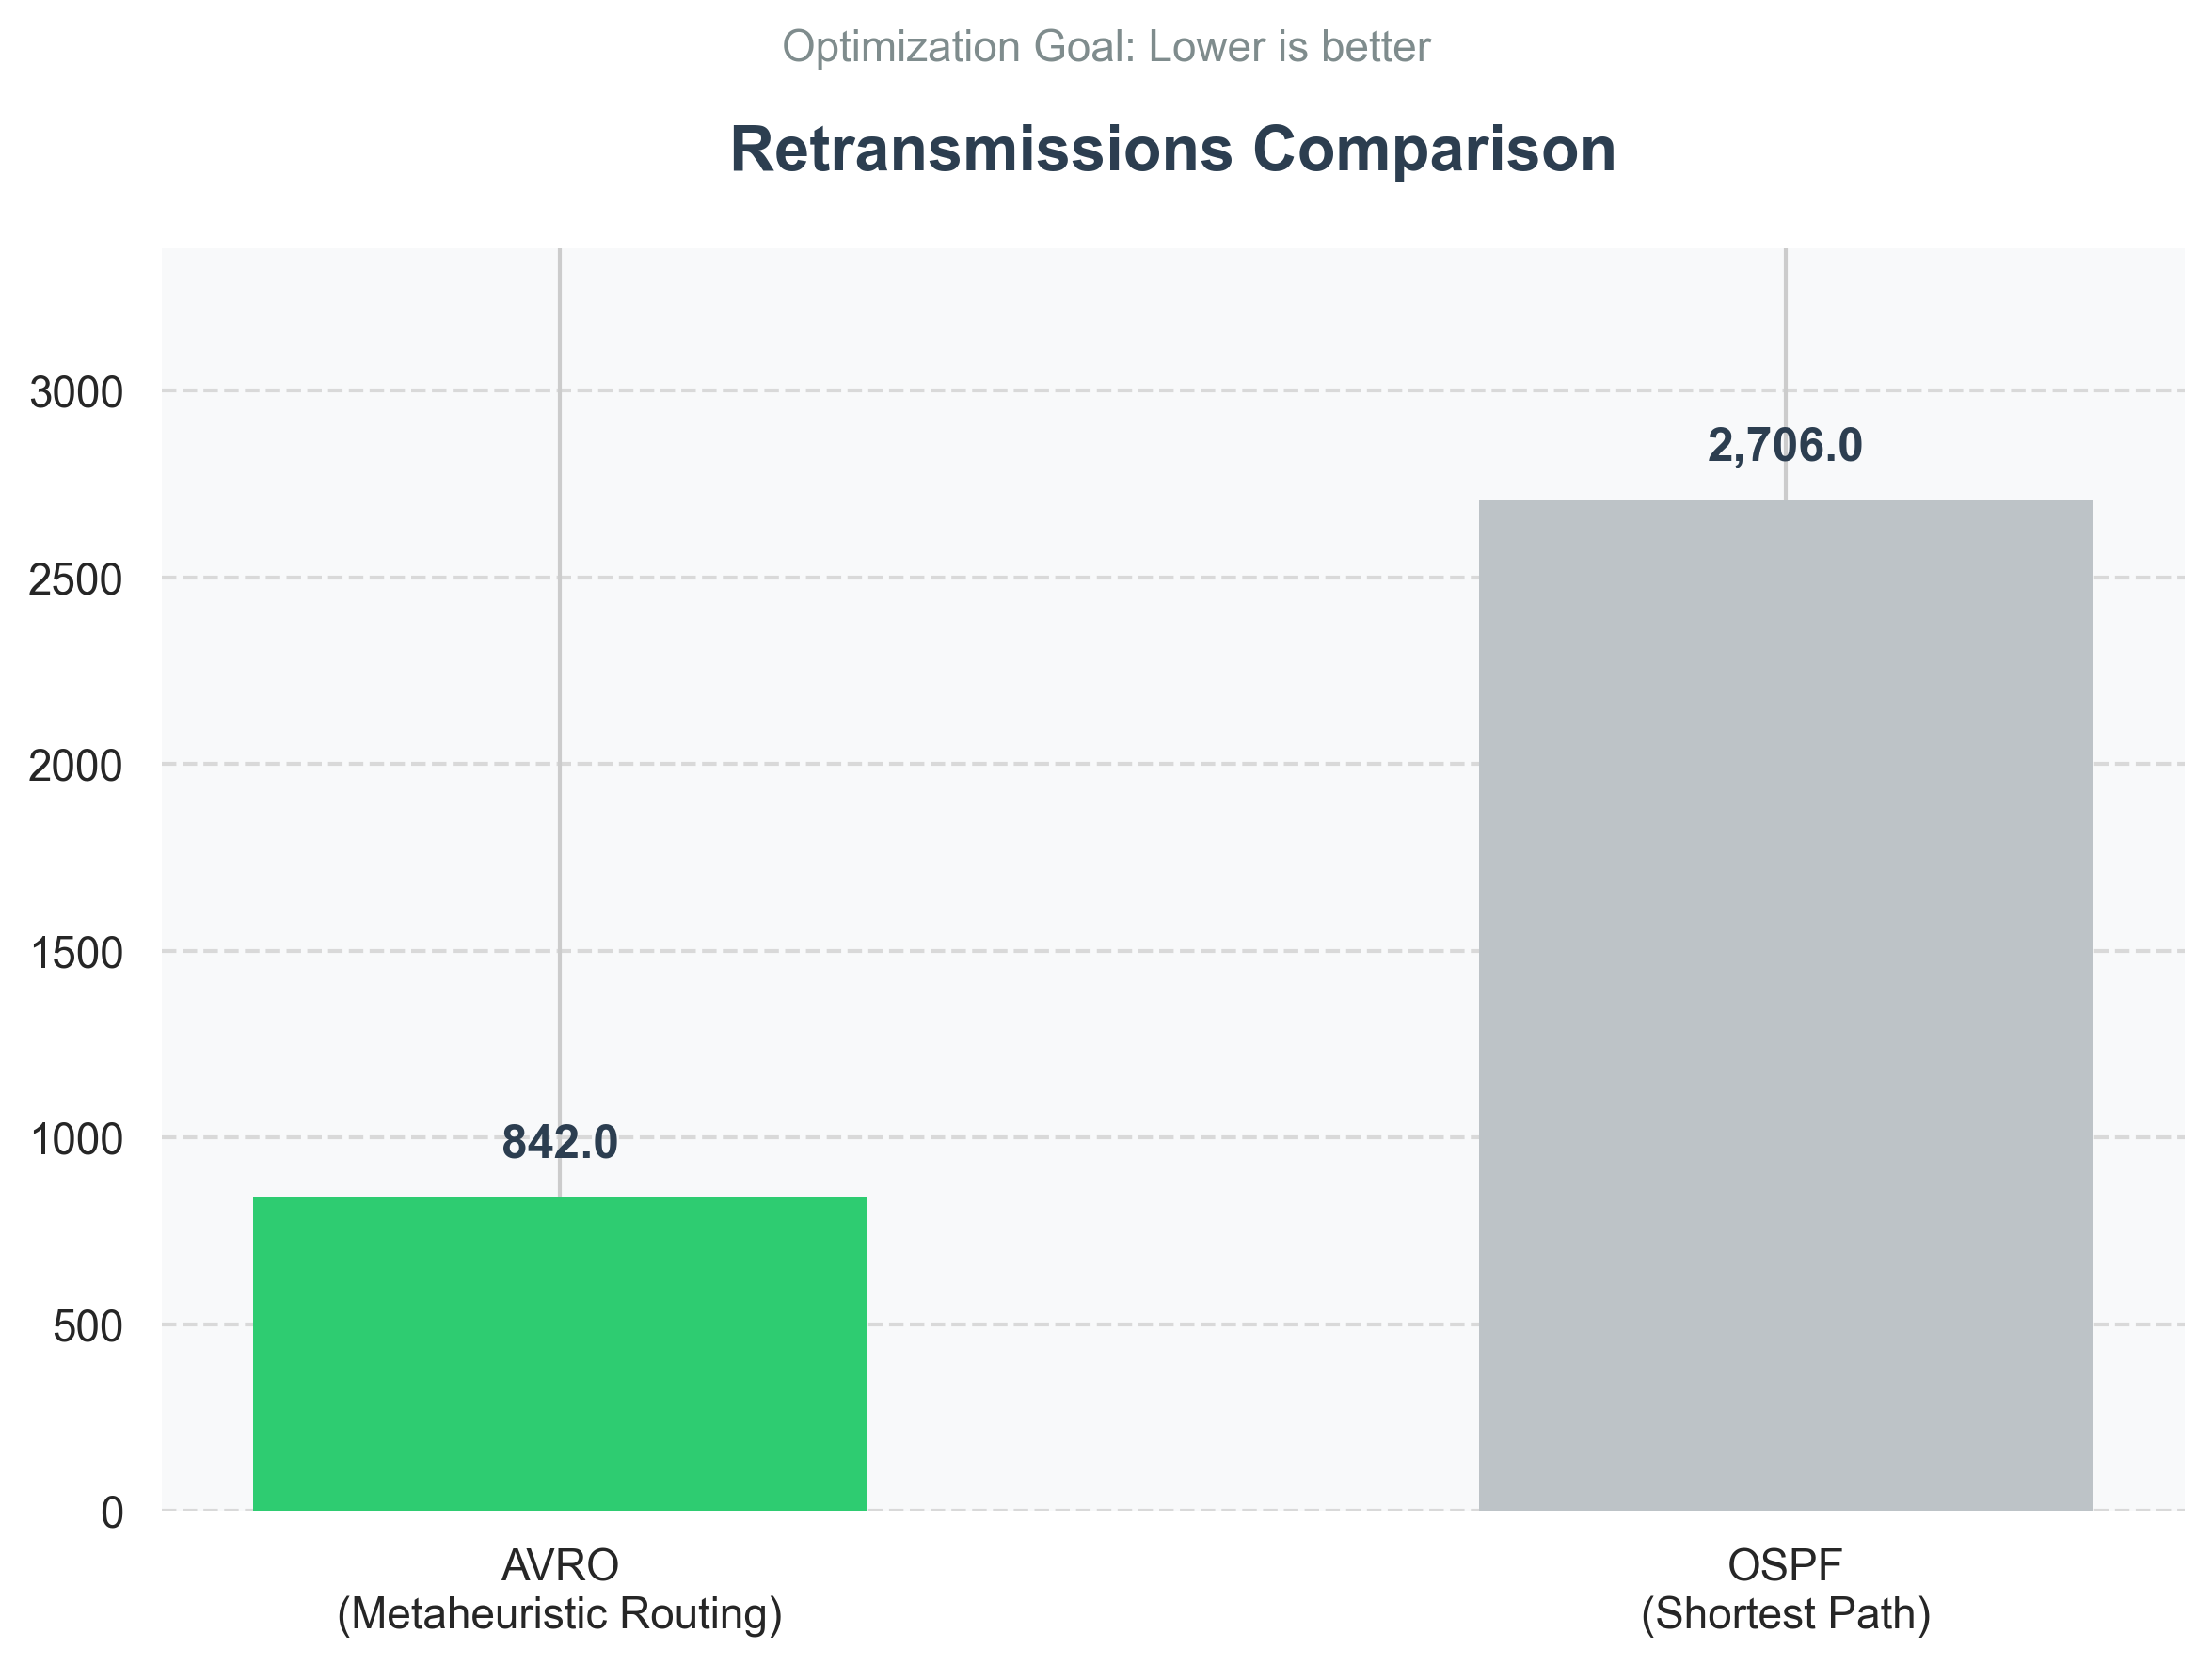 Optimization Goal: Lower is better
Retransmissions Comparison
3000
2,706.0
2500
2000
1500
1000
842.0
500
0
AVRO
(Metaheuristic Routing)
OSPF
(Shortest Path)